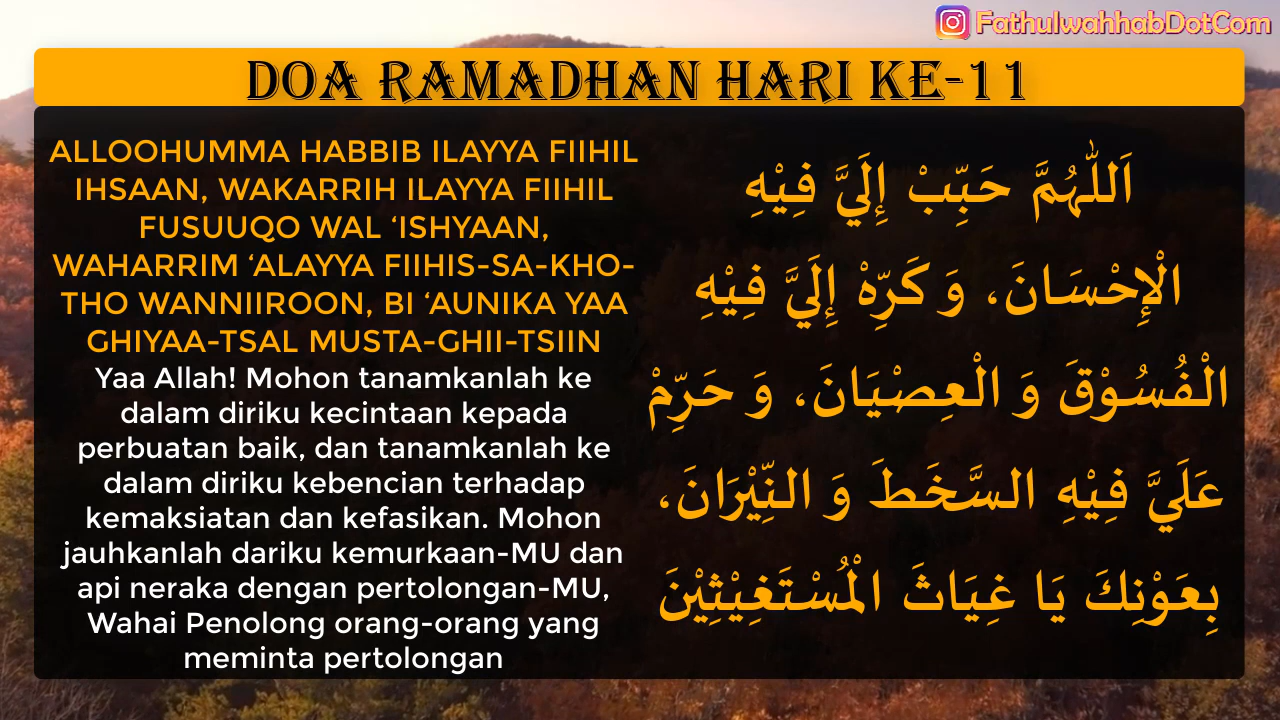 FathulwahhabDotCom
DOA RAMADHAN HARI KE-11
ALLOOHUMMA HABBIB ILAYYA FIIHIL
IHSAAN, WAKARRIH ILAYYA FIIHIL
FUSUUQO WAL ‘ISHYAAN,
WAHARRIM ‘ALAYYA FIIHIS-SA-KHO-
THO WANNIIROON, BI ‘AUNIKA YAA
GHIYAA-TSAL MUSTA-GHII-TSIIN
Yaa Allah! Mohon tanamkanlah ke
dalam diriku kecintaan kepada
perbuatan baik, dan tanamkanlah ke
dalam diriku kebencian terhadap
kemaksiatan dan kefasikan. Mohon
jauhkanlah dariku kemurkaan-MU dan
api neraka dengan pertolongan-MU,
Wahai Penolong orang-orang yang
meminta pertolongan
اَللّٰهُمَّ حَبِّبْ إِلَيَّ فِيْهِ
الْإِحْسَانَ، وَ كَرِّهْ إِلَيَّ فِيْهِ
الْفُسُوْقَ وَ الْعِصْيَانَ، وَ حَرِّمْ
عَلَيَّ فِيْهِ السَّخَطَ وَ النِّيْرَانَ،
بِعَوْنِكَ يَا غِيَاثَ الْمُسْتَغِيْثِيْنَ